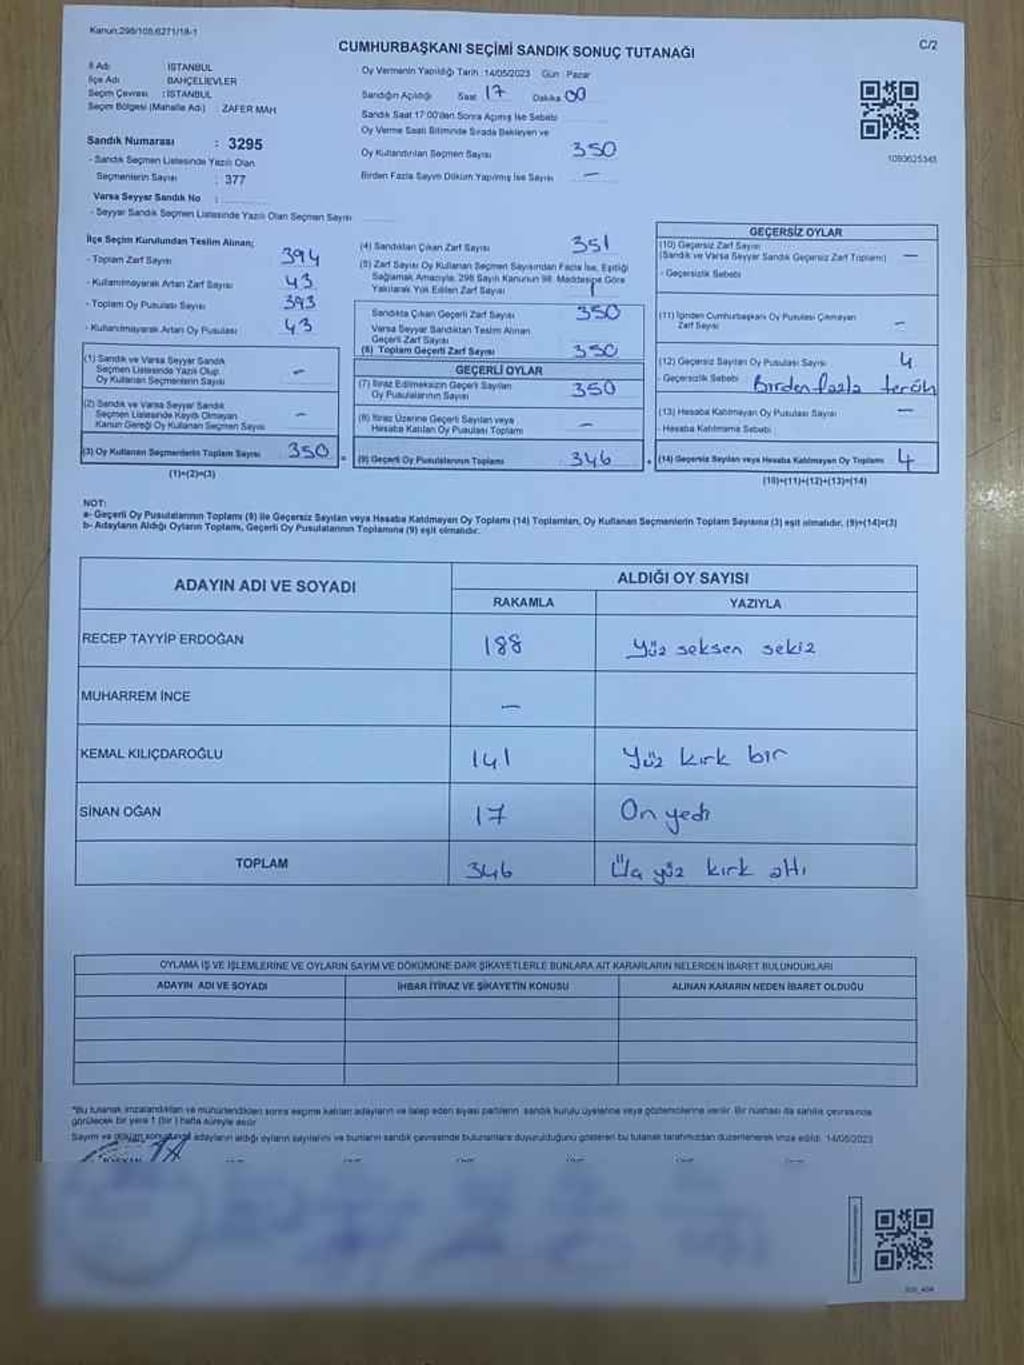 Kanun:298/105,6271/18-1
C/2
CUMHURBAŞKANI SEÇİMİ SANDIK SONUÇ TUTANAĞI
İl Adı : İSTANBUL
İlçe Adı : BAHÇELİEVLER
Seçim Çevresi : İSTANBUL
Seçim Bölgesi (Mahalle Adı) : ZAFER MAH
Sandık Numarası : 3295
- Sandık Seçmen Listesinde Yazılı Olan
Seçmenlerin Sayısı : 377
Varsa Seyyar Sandık No :
- Seyyar Sandık Seçmen Listesinde Yazılı Olan Seçmen Sayısı
Oy Vermenin Yapıldığı Tarih :14/05/2023 Gün : Pazar
Sandığın Açıldığı Saat 17 Dakika 00
Sandık Saat 17:00'den Sonra Açılmış İse Sebebi
Oy Verme Saati Bitiminde Sırada Bekleyen ve
Oy Kullandırılan Seçmen Sayısı 350
Birden Fazla Sayım Döküm Yapılmış İse Sayısı —
1093625343
İlçe Seçim Kurulundan Teslim Alınan;
- Toplam Zarf Sayısı 394
- Kullanılmayarak Artan Zarf Sayısı 43
- Toplam Oy Pusulası Sayısı 393
- Kullanılmayarak Artan Oy Pusulası 43
(1) Sandık ve Varsa Seyyar Sandık
Seçmen Listesinde Yazılı Olup
Oy Kullanan Seçmenlerin Sayısı —
(2) Sandık ve Varsa Seyyar Sandık
Seçmen Listesinde Kaydı Olmayan
Kanun Gereği Oy Kullanan Seçmen Sayısı —
(3) Oy Kullanan Seçmenlerin Toplam Sayısı 350 =
(1)+(2)=(3)
(4) Sandıktan Çıkan Zarf Sayısı 351
(5) Zarf Sayısı Oy Kullanan Seçmen Sayısından Fazla İse, Eşitliği
Sağlamak Amacıyla, 298 Sayılı Kanunun 98. Maddesine Göre
Yakılarak Yok Edilen Zarf Sayısı 1
Sandıkta Çıkan Geçerli Zarf Sayısı 350
Varsa Seyyar Sandıktan Teslim Alınan
Geçerli Zarf Sayısı
(6) Toplam Geçerli Zarf Sayısı 350
GEÇERLİ OYLAR
(7) İtiraz Edilmeksizin Geçerli Sayılan
Oy Pusulalarının Sayısı 350
(8) İtiraz Üzerine Geçerli Sayılan veya
Hesaba Katılan Oy Pusulası Toplamı —
(9) Geçerli Oy Pusulalarının Toplamı 346 +
GEÇERSİZ OYLAR
(10) Geçersiz Zarf Sayısı
(Sandık ve Varsa Seyyar Sandık Geçersiz Zarf Toplamı) —
- Geçersizlik Sebebi
(11) İçinden Cumhurbaşkanı Oy Pusulası Çıkmayan
Zarf Sayısı —
(12) Geçersiz Sayılan Oy Pusulası Sayısı 4
- Geçersizlik Sebebi Birden fazla tercih
(13) Hesaba Katılmayan Oy Pusulası Sayısı —
- Hesaba Katılmama Sebebi :
(14) Geçersiz Sayılan veya Hesaba Katılmayan Oy Toplamı 4
(10)+(11)+(12)+(13)=(14)
NOT:
a- Geçerli Oy Pusulalarının Toplamı (9) ile Geçersiz Sayılan veya Hesaba Katılmayan Oy Toplamı (14) Toplamları, Oy Kullanan Seçmenlerin Toplam Sayısına (3) eşit olmalıdır. (9)+(14)=(3)
b- Adayların Aldığı Oyların Toplamı, Geçerli Oy Pusulalarının Toplamına (9) eşit olmalıdır.
ADAYIN ADI VE SOYADI
ALDIĞI OY SAYISI
RAKAMLA YAZIYLA
RECEP TAYYİP ERDOĞAN 188 Yüz seksen sekiz
MUHARREM İNCE —
KEMAL KILIÇDAROĞLU 141 Yüz kırk bir
SİNAN OĞAN 17 On yedi
TOPLAM 346 Üç yüz kırk altı
OYLAMA İŞ VE İŞLEMLERİNE VE OYLARIN SAYIM VE DÖKÜMÜNE DAİR ŞİKAYETLERLE BUNLARA AİT KARARLARIN NELERDEN İBARET BULUNDUKLARI
ADAYIN ADI VE SOYADI İHBAR İTİRAZ VE ŞİKAYETİN KONUSU ALINAN KARARIN NEDEN İBARET OLDUĞU
*Bu tutanak imzalandıktan ve mühürlendikten sonra seçime katılan adayların ve talep eden siyasi partilerin sandık kurulu üyelerine veya gözlemcilerine verilir. Bir nüshası da sandık çevresinde
görülecek bir yere 1 (bir) hafta süreyle asılır
Sayım ve döküm sonunda adayların aldığı oyların sayılarını ve bunların sandık çevresinde bulunanlara duyurulduğunu gösteren bu tutanak tarafımızdan düzenlenerek imza edildi. 14/05/2023